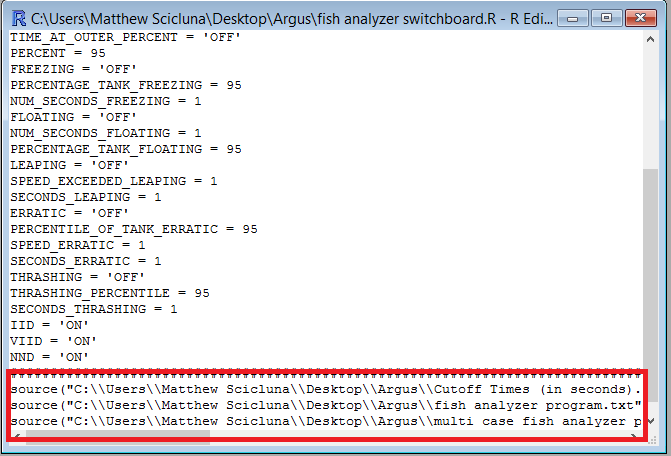 C:\Users\Matthew Scicluna\Desktop\Argus\fish analyzer switchboard.R - R Edi...
TIME_AT_OUTER_PERCENT = 'OFF'
PERCENT = 95
FREEZING = 'OFF'
PERCENTAGE_TANK_FREEZING = 95
NUM_SECONDS_FREEZING = 1
FLOATING = 'OFF'
NUM_SECONDS_FLOATING = 1
PERCENTAGE_TANK_FLOATING = 95
LEAPING = 'OFF'
SPEED_EXCEEDED_LEAPING = 1
SECONDS_LEAPING = 1
ERRATIC = 'OFF'
PERCENTILE_OF_TANK_ERRATIC = 95
SPEED_ERRATIC = 1
SECONDS_ERRATIC = 1
THRASHING = 'OFF'
THRASHING_PERCENTILE = 95
SECONDS_THRASHING = 1
IID = 'ON'
VIID = 'ON'
NND = 'ON'
################################################################################
source("C:\\Users\\Matthew Scicluna\\Desktop\\Argus\\Cutoff Times (in seconds).
source("C:\\Users\\Matthew Scicluna\\Desktop\\Argus\\fish analyzer program.txt"
source("C:\\Users\\Matthew Scicluna\\Desktop\\Argus\\multi case fish analyzer p